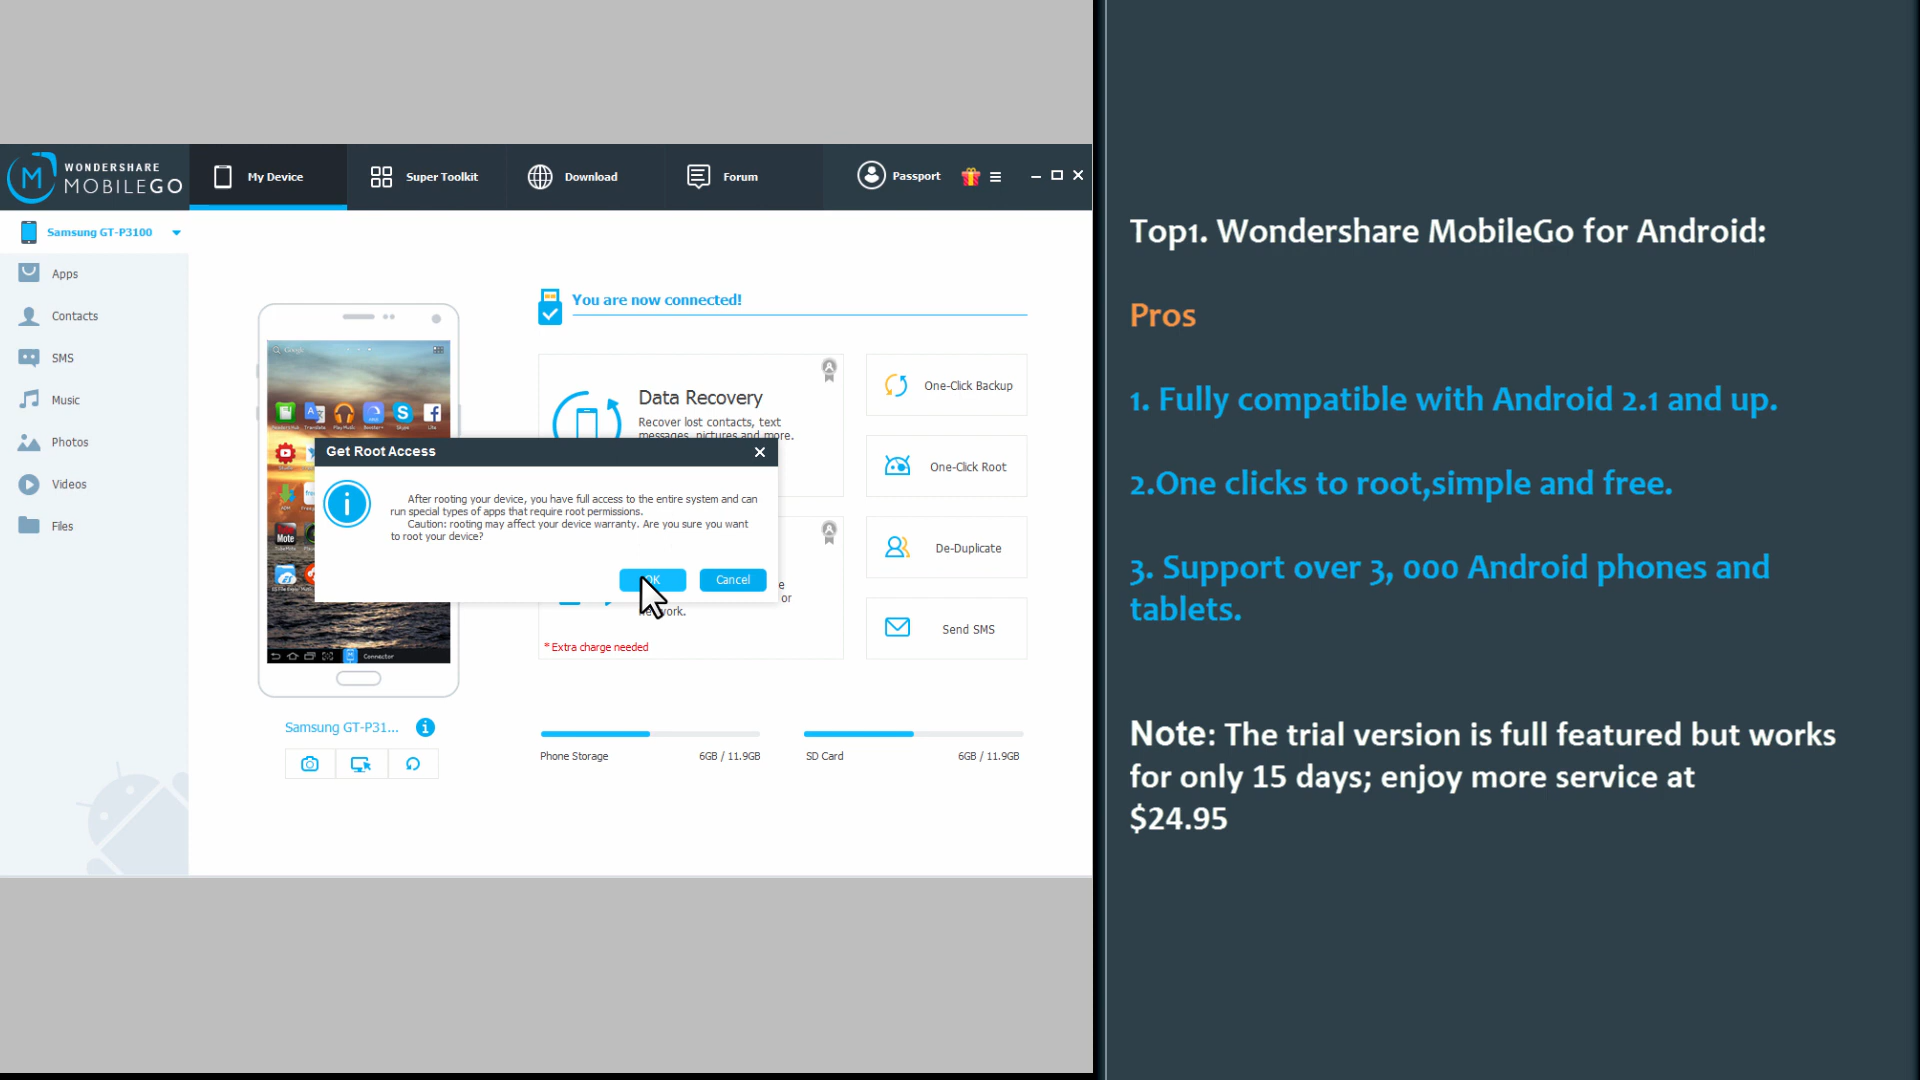 WONDERSHARE
MOBILEGO
My Device
Super Toolkit
Download
Forum
Passport
Samsung GT-P3100
Apps
Contacts
SMS
Music
Photos
Videos
Files
You are now connected!
Data Recovery
Recover lost contacts, text
messages, pictures and more.
One-Click Backup
One-Click Root
De-Duplicate
Send SMS
Get Root Access
After rooting your device, you have full access to the entire system and can
run special types of apps that require root permissions.
Caution: rooting may affect your device warranty. Are you sure you want
to root your device?
OK
Cancel
or
* Extra charge needed
Connector
Samsung GT-P31...
Phone Storage
6GB / 11.9GB
SD Card
6GB / 11.9GB
Top1. Wondershare MobileGo for Android:
Pros
1. Fully compatible with Android 2.1 and up.
2.One clicks to root,simple and free.
3. Support over 3, 000 Android phones and
tablets.
Note: The trial version is full featured but works
for only 15 days; enjoy more service at
$24.95